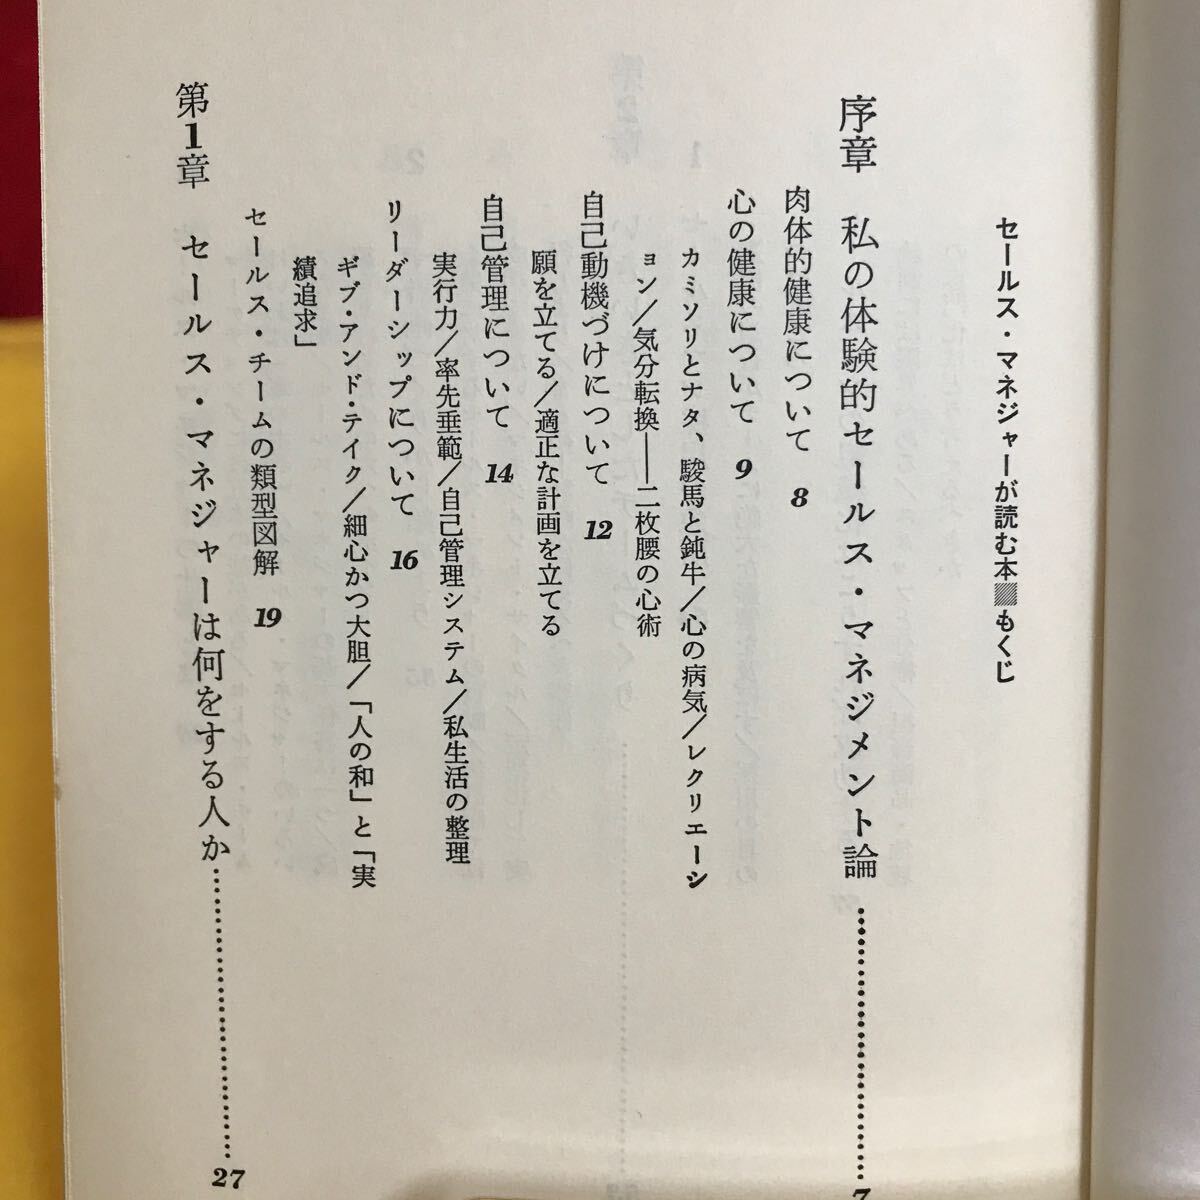 セールス・マネジャーが読む本▨もくじ
序章 私の体験的セールス・マネジメント論……7
肉体的健康について 8
心の健康について 9
カミソリとナタ、駿馬と鈍牛/心の病気/レクリエーシ
ョン/気分転換——二枚腰の心術
自己動機づけについて 12
願を立てる/適正な計画を立てる
自己管理について 14
実行力/率先垂範/自己管理システム/私生活の整理
リーダーシップについて 16
ギブ・アンド・テイク/細心かつ大胆/「人の和」と「実
績追求」
セールス・チームの類型図解 19
第1章 セールス・マネジャーは何をする人か……27